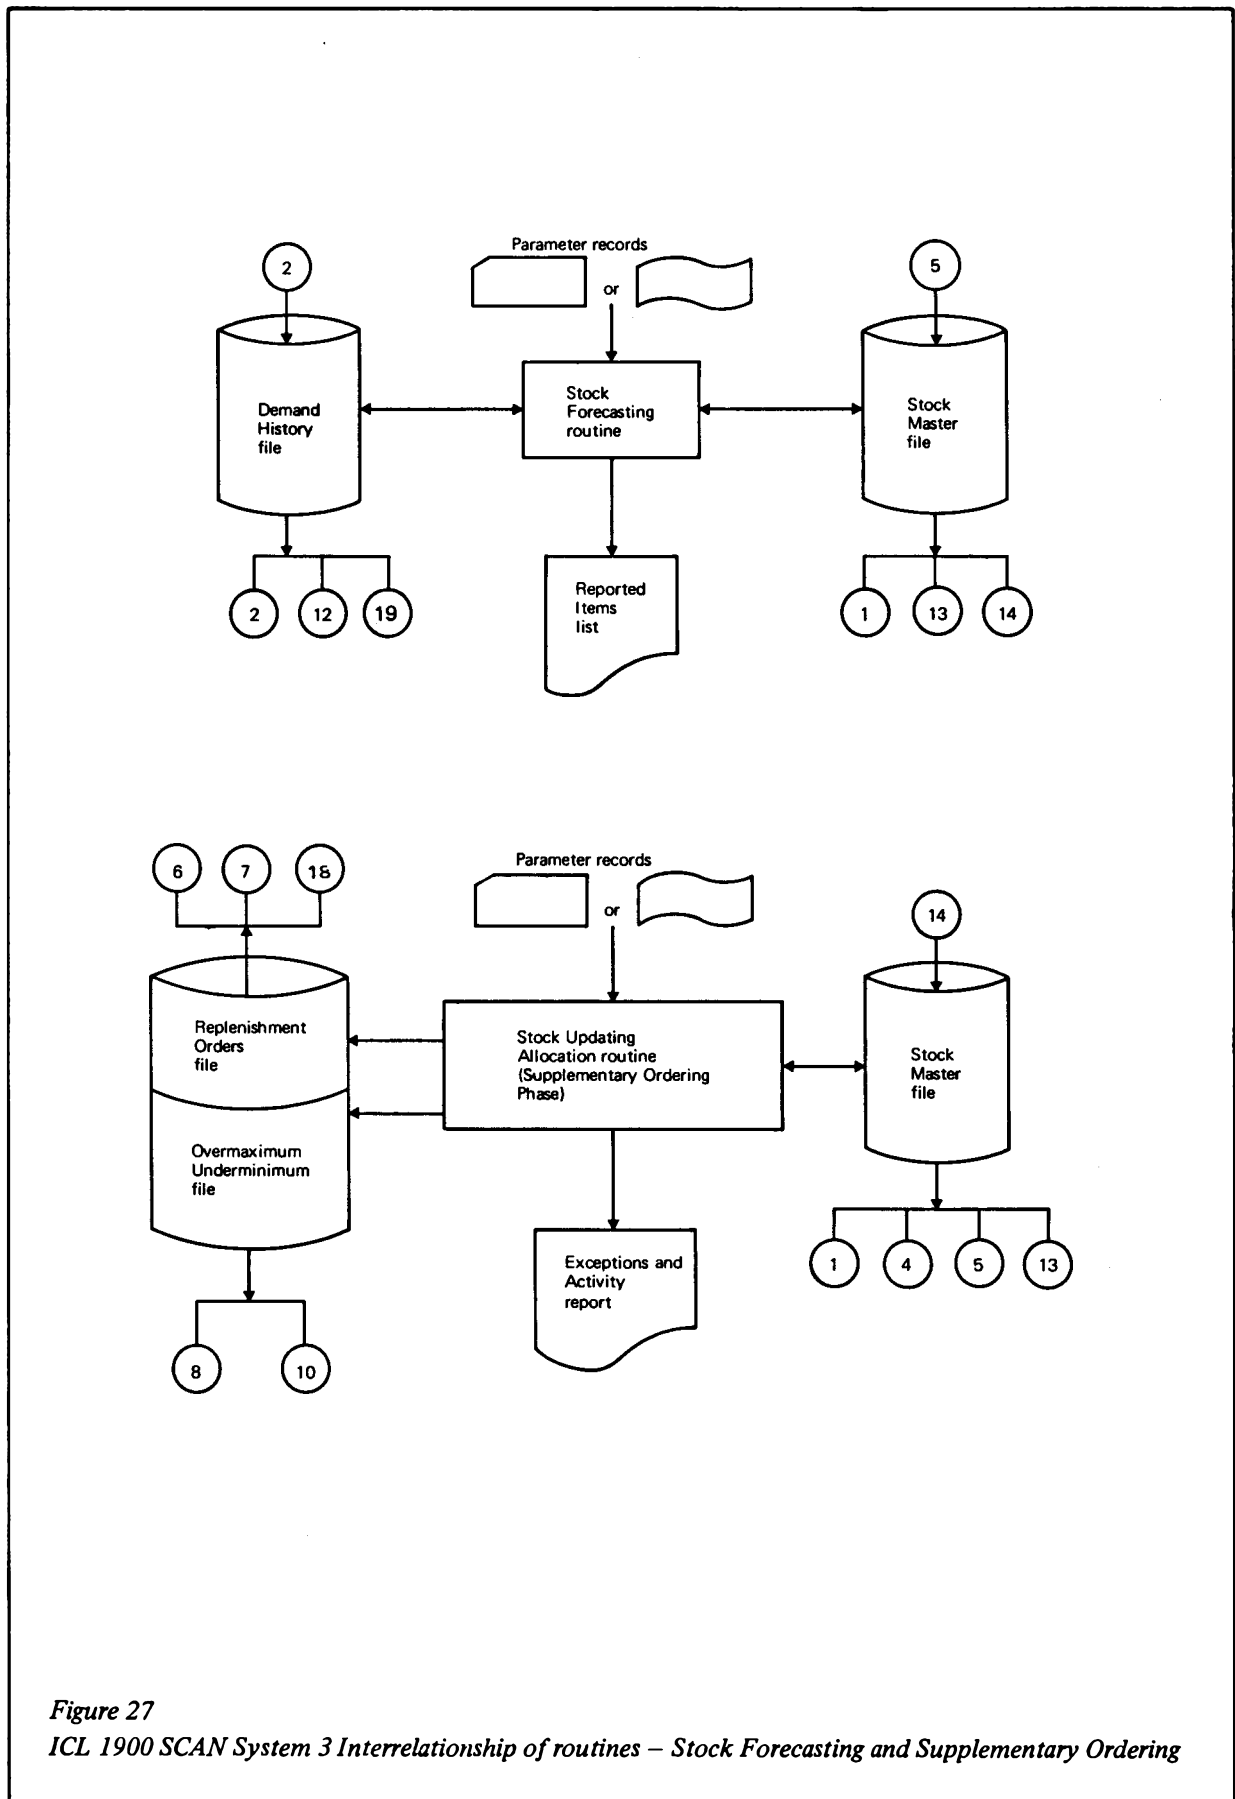 Parameter records
2
5
or
Demand
History
file
Stock
Forecasting
routine
Stock
Master
file
2
12
19
Reported
Items
list
1
13
14
6
7
18
Parameter records
or
14
Replenishment
Orders
file
Stock Updating
Allocation routine
(Supplementary Ordering
Phase)
Stock
Master
file
Overmaximum
Underminimum
file
Exceptions and
Activity
report
1
4
5
13
8
10
Figure 27
ICL 1900 SCAN System 3 Interrelationship of routines – Stock Forecasting and Supplementary Ordering